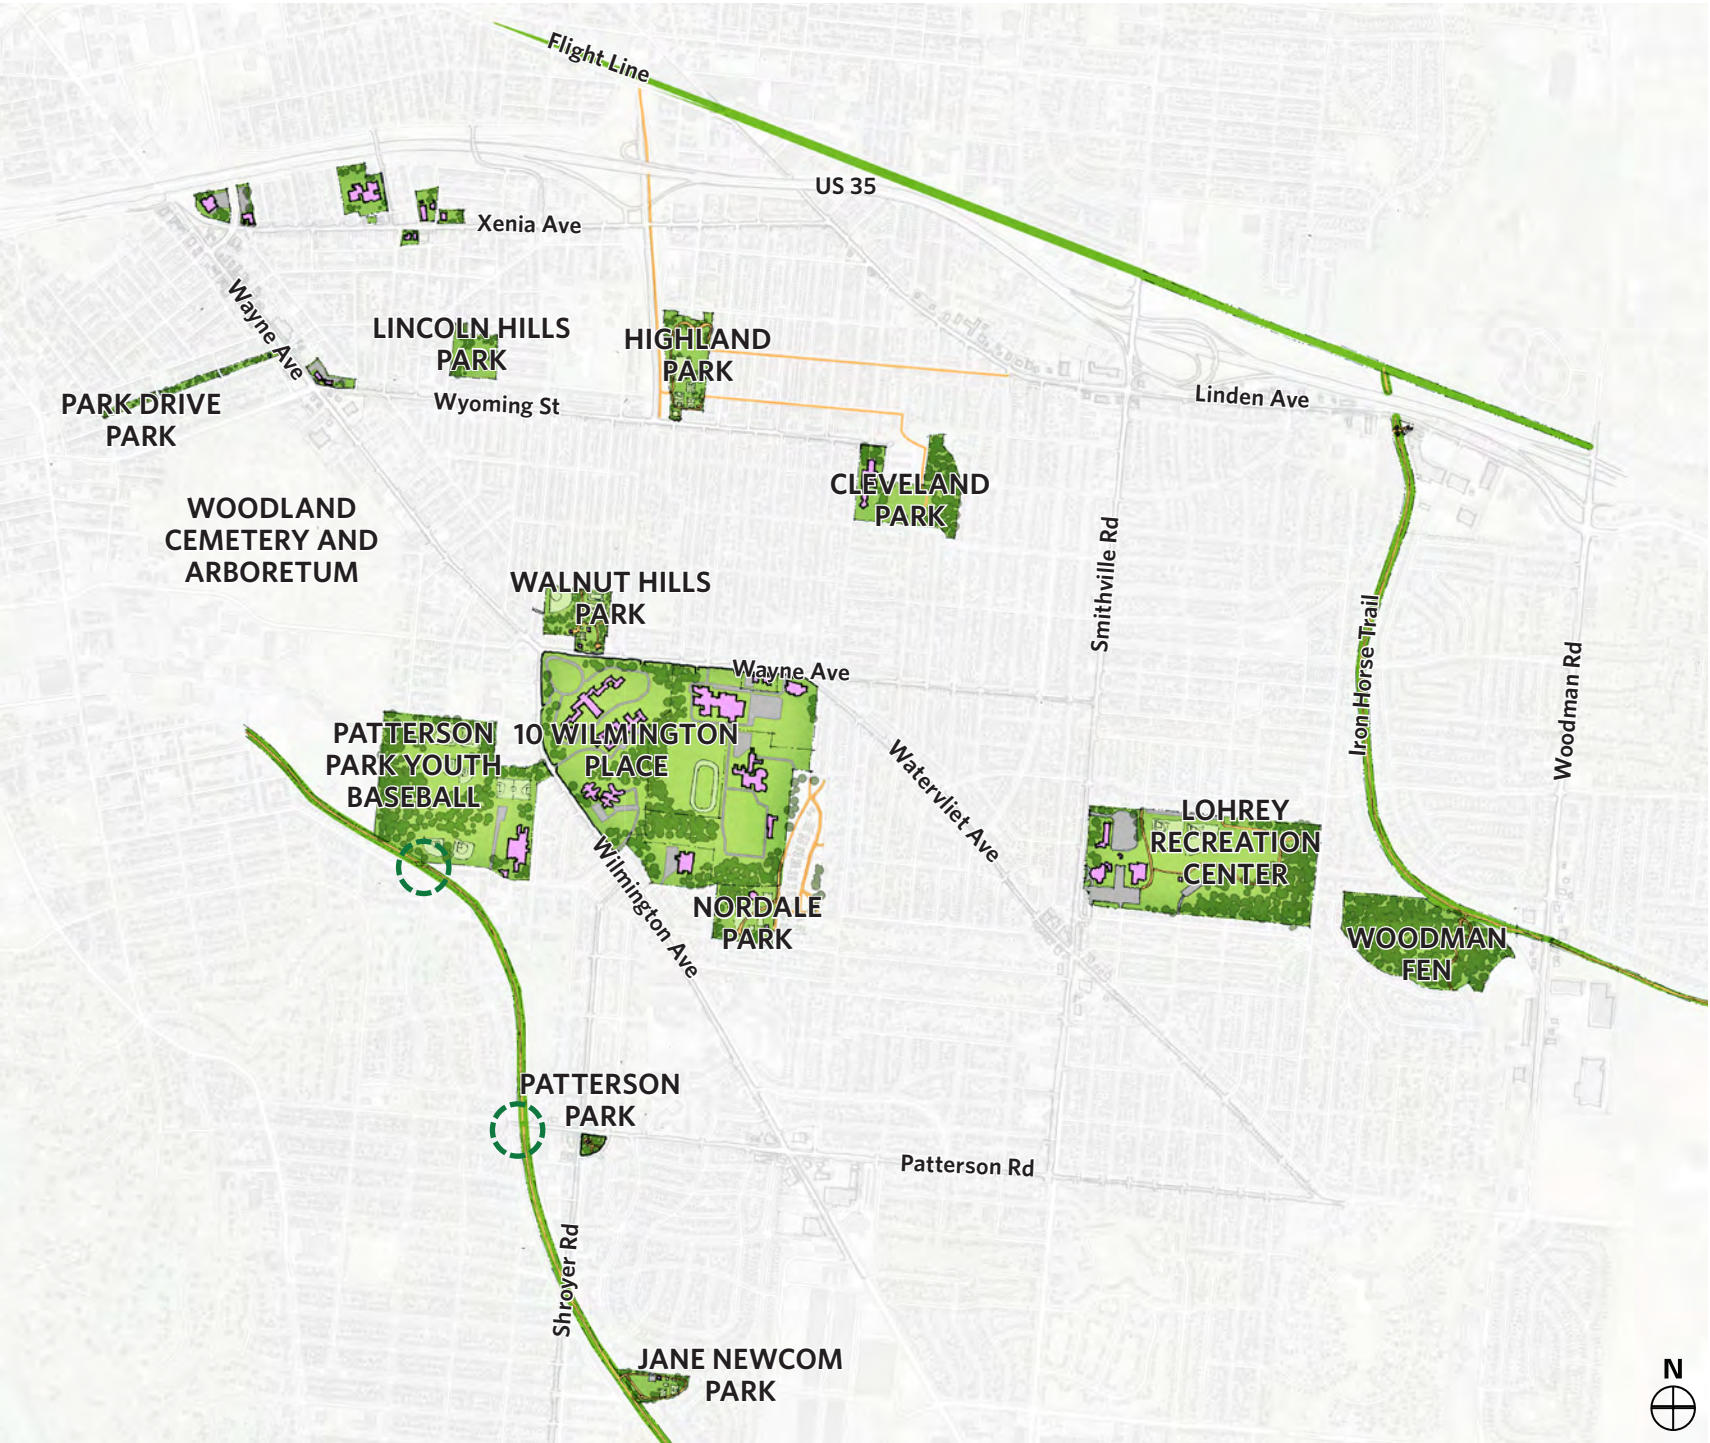 Flight Line
US 35
Xenia Ave
Wayne Ave
LINCOLN HILLS
PARK
HIGHLAND
PARK
Linden Ave
PARK DRIVE
PARK
Wyoming St
CLEVELAND
PARK
WOODLAND
CEMETERY AND
ARBORETUM
Smithville Rd
WALNUT HILLS
PARK
Iron Horse Trail
Woodman Rd
Wayne Ave
PATTERSON
PARK YOUTH
BASEBALL
10 WILMINGTON
PLACE
Watervliet Ave
LOHREY
RECREATION
CENTER
Wilmington Ave
NORDALE
PARK
WOODMAN
FEN
PATTERSON
PARK
Patterson Rd
Shroyer Rd
JANE NEWCOM
PARK
N